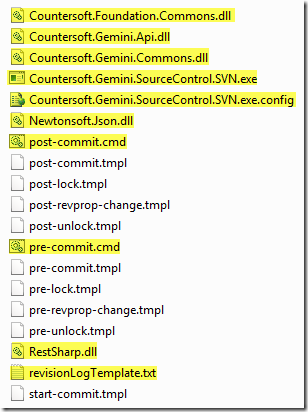 Countersoft.Foundation.Commons.dll
Countersoft.Gemini.Api.dll
Countersoft.Gemini.Commons.dll
Countersoft.Gemini.SourceControl.SVN.exe
Countersoft.Gemini.SourceControl.SVN.exe.config
Newtonsoft.Json.dll
post-commit.cmd
post-commit.tmpl
post-lock.tmpl
post-revprop-change.tmpl
post-unlock.tmpl
pre-commit.cmd
pre-commit.tmpl
pre-lock.tmpl
pre-revprop-change.tmpl
pre-unlock.tmpl
RestSharp.dll
revisionLogTemplate.txt
start-commit.tmpl